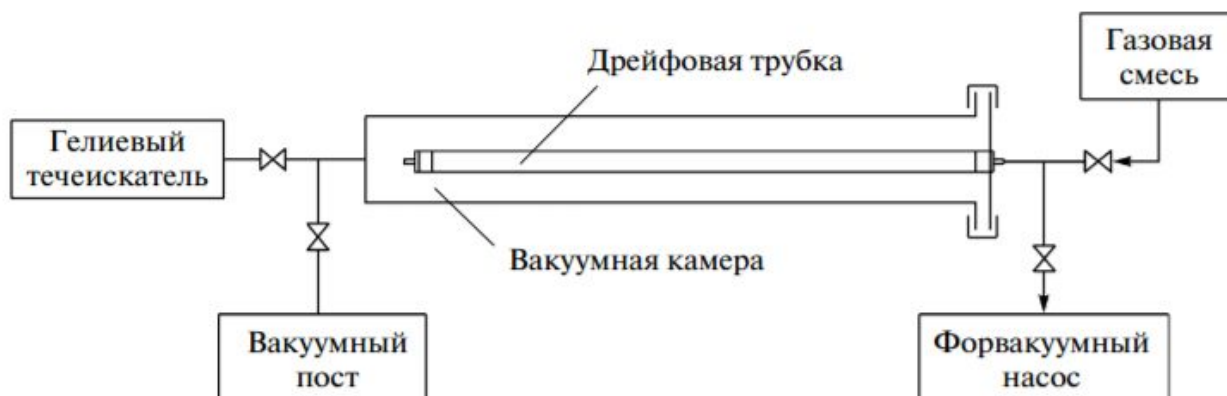 Дрейфовая трубка
Газовая
смесь
Гелиевый
течеискатель
Вакуумная камера
Вакуумный
пост
Форвакуумный
насос